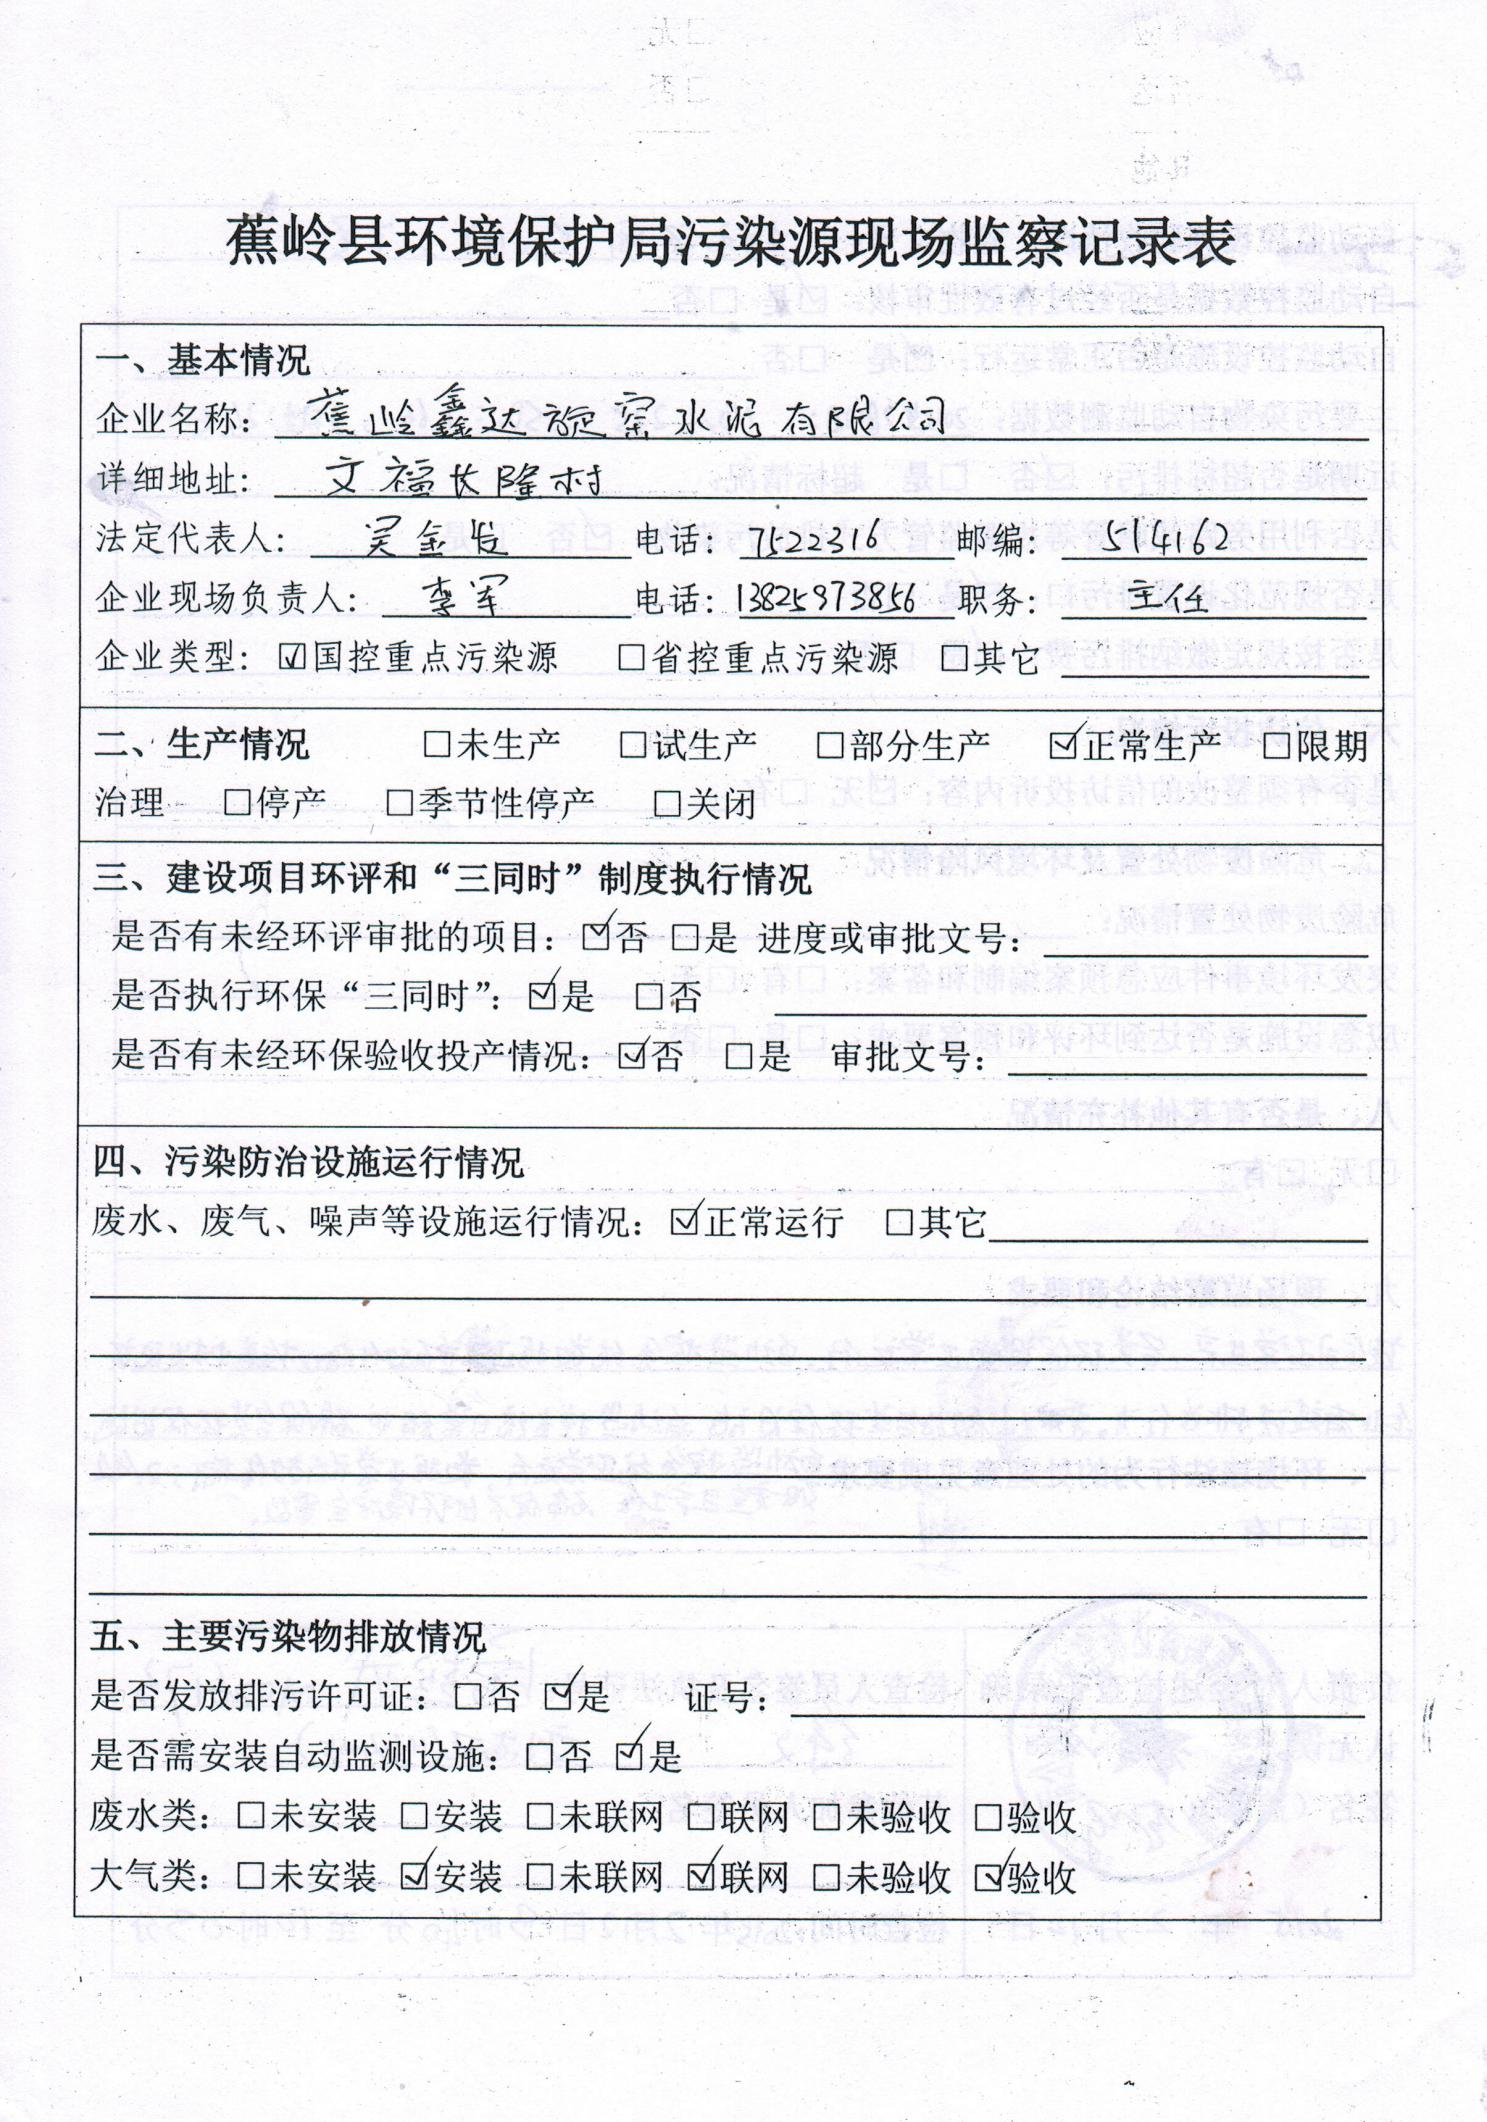 蕉岭县环境保护局污染源现场监察记录表
一、基本情况
企业名称：蕉岭鑫达旋窑水泥有限公司
详细地址：文福长隆村
法定代表人：吴金发 电话：7522316 邮编：514162
企业现场负责人：李军 电话：13825973856 职务：主任
企业类型：☑国控重点污染源 □省控重点污染源 □其它
二、生产情况 □未生产 □试生产 □部分生产 ☑正常生产 □限期
治理 □停产 □季节性停产 □关闭
三、建设项目环评和“三同时”制度执行情况
是否有未经环评审批的项目：☑否 □是 进度或审批文号：
是否执行环保“三同时”：☑是 □否
是否有未经环保验收投产情况：☑否 □是 审批文号：
四、污染防治设施运行情况
废水、废气、噪声等设施运行情况：☑正常运行 □其它
五、主要污染物排放情况
是否发放排污许可证：□否 ☑是 证号：
是否需安装自动监测设施：□否 ☑是
废水类：□未安装 □安装 □未联网 □联网 □未验收 □验收
大气类：□未安装 ☑安装 □未联网 ☑联网 □未验收 ☑验收